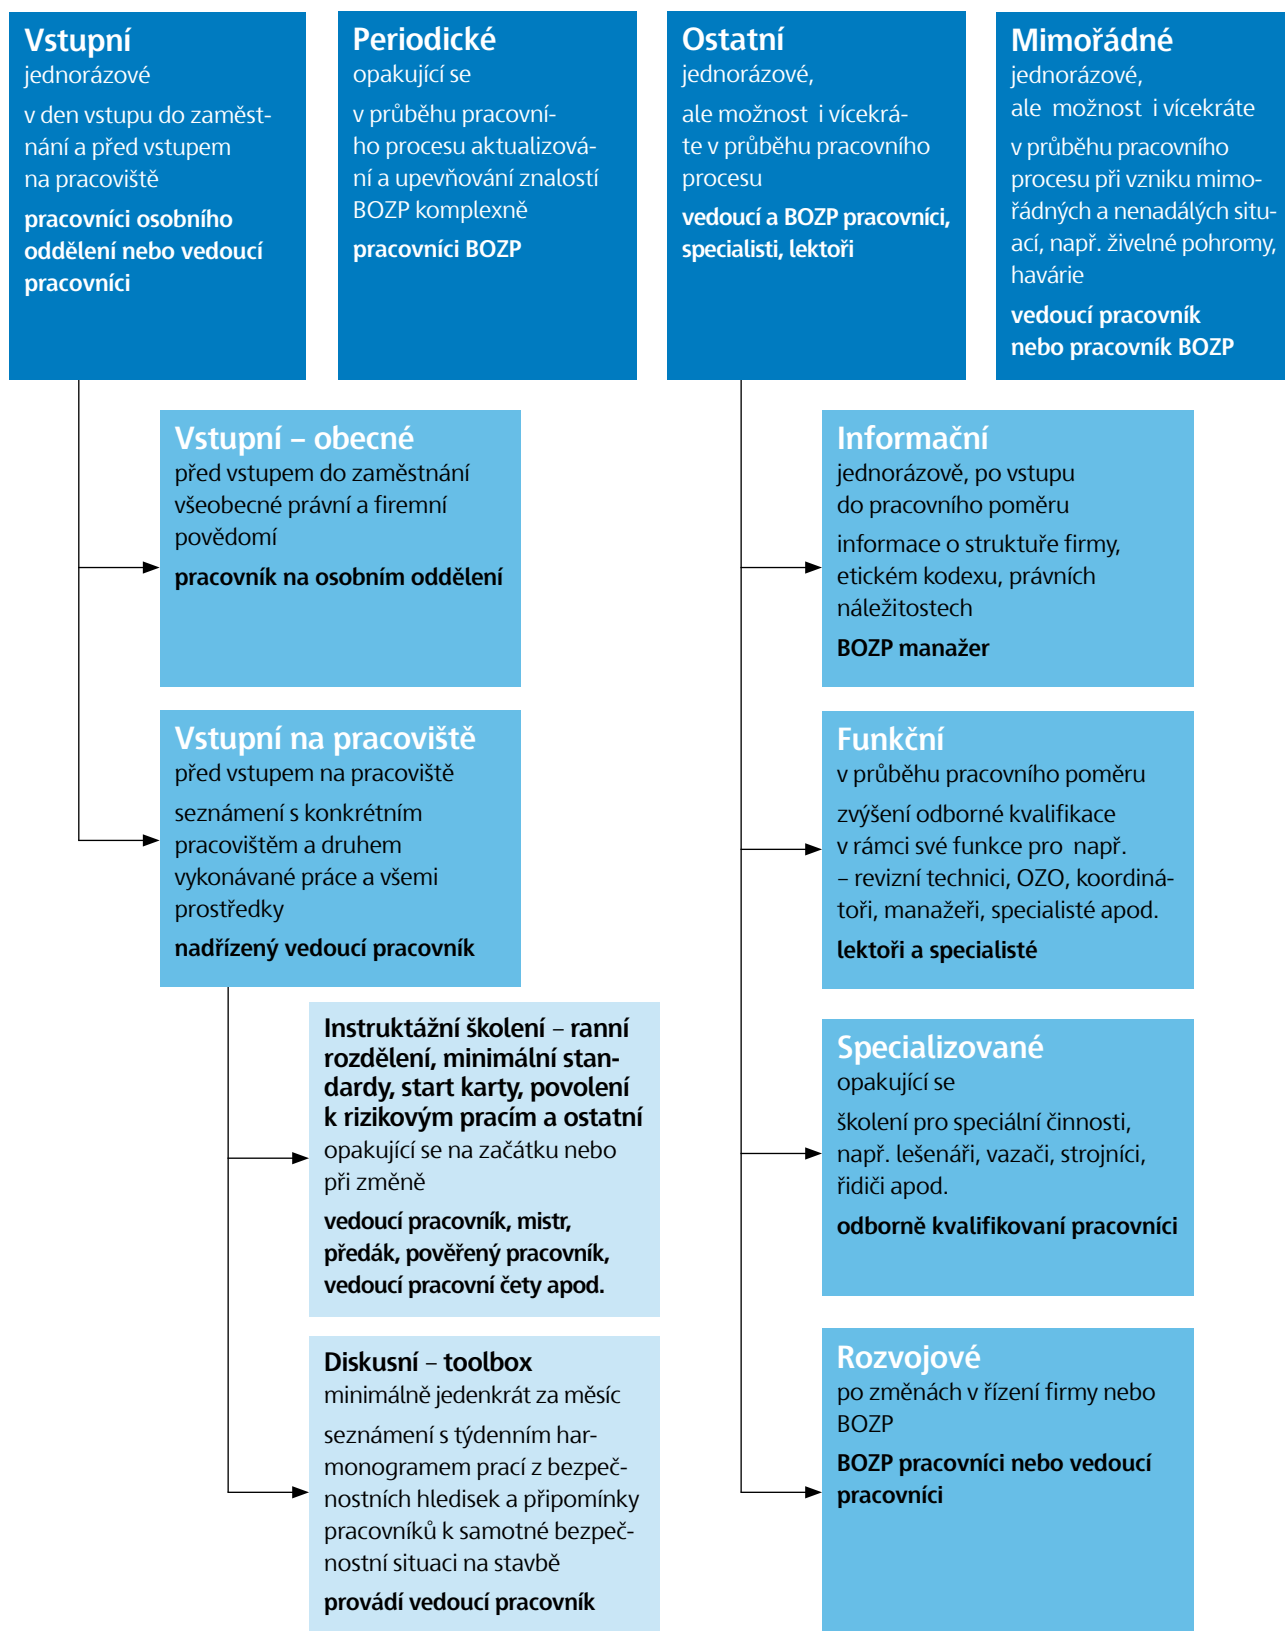 Vstupní
jednorázové
v den vstupu do zaměst-
nání a před vstupem
na pracoviště
pracovníci osobního
oddělení nebo vedoucí
pracovníci
Periodické
opakující se
v průběhu pracovní-
ho procesu aktualizová-
ní a upevňování znalostí
BOZP komplexně
pracovníci BOZP
Ostatní
jednorázové,
ale možnost i vícekrá-
te v průběhu pracovního
procesu
vedoucí a BOZP pracovníci,
specialisti, lektoři
Mimořádné
jednorázové,
ale možnost i vícekráte
v průběhu pracovního
procesu při vzniku mimo-
řádných a nenadálých situ-
ací, např. živelné pohromy,
havárie
vedoucí pracovník
nebo pracovník BOZP
Vstupní – obecné
před vstupem do zaměstnání
všeobecné právní a firemní
povědomí
pracovník na osobním oddělení
Vstupní na pracoviště
před vstupem na pracoviště
seznámení s konkrétním
pracovištěm a druhem
vykonávané práce a všemi
prostředky
nadřízený vedoucí pracovník
Instruktážní školení – ranní
rozdělení, minimální stan-
dardy, start karty, povolení
k rizikovým pracím a ostatní
opakující se na začátku nebo
při změně
vedoucí pracovník, mistr,
předák, pověřený pracovník,
vedoucí pracovní čety apod.
Diskusní – toolbox
minimálně jedenkrát za měsíc
seznámení s týdenním har-
monogramem prací z bezpeč-
nostních hledisek a připomínky
pracovníků k samotné bezpeč-
nostní situaci na stavbě
provádí vedoucí pracovník
Informační
jednorázově, po vstupu
do pracovního poměru
informace o struktuře firmy,
etickém kodexu, právních
náležitostech
BOZP manažer
Funkční
v průběhu pracovního poměru
zvýšení odborné kvalifikace
v rámci své funkce pro např.
– revizní technici, OZO, koordiná-
toři, manažeři, specialisté apod.
lektoři a specialisté
Specializované
opakující se
školení pro speciální činnosti,
např. lešenáři, vazači, strojníci,
řidiči apod.
odborně kvalifikovaní pracovníci
Rozvojové
po změnách v řízení firmy nebo
BOZP
BOZP pracovníci nebo vedoucí
pracovníci